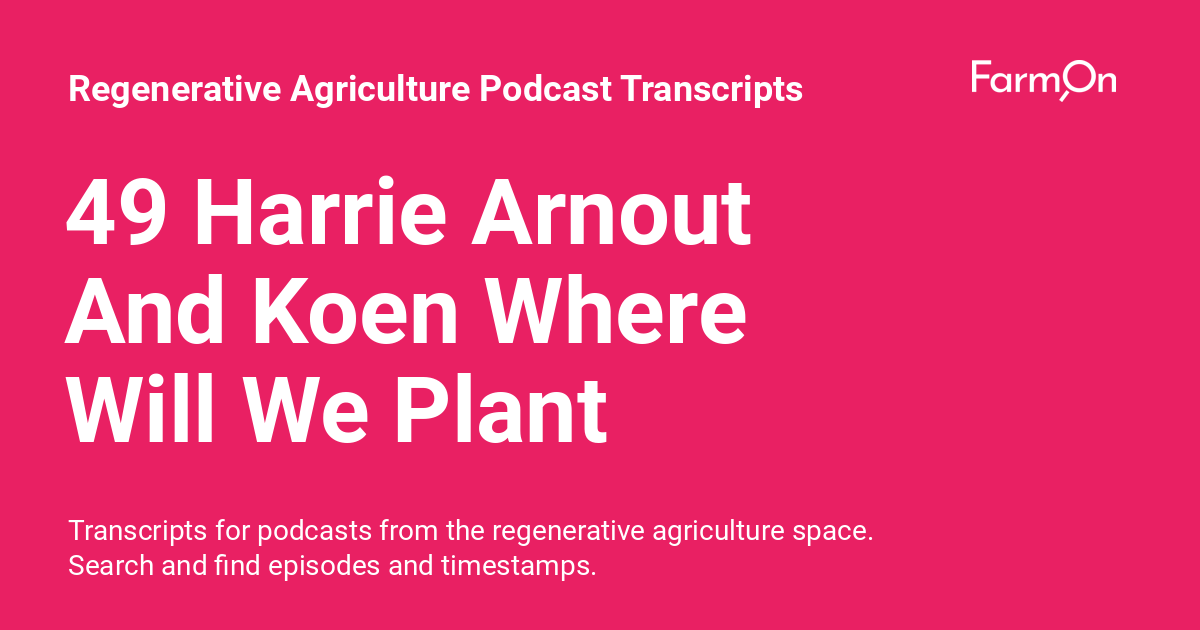 Regenerative Agriculture Podcast Transcripts
FarmOn
49 Harrie Arnout
And Koen Where
Will We Plant
Transcripts for podcasts from the regenerative agriculture space.
Search and find episodes and timestamps.